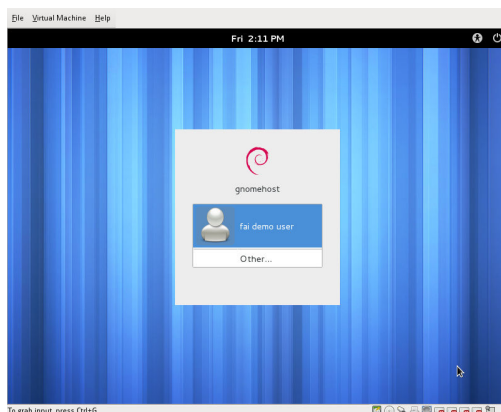 File Virtual Machine Help
Fri 2:11 PM
gnomehost
fai demo user
Other...
To grab input, press Ctrl+G